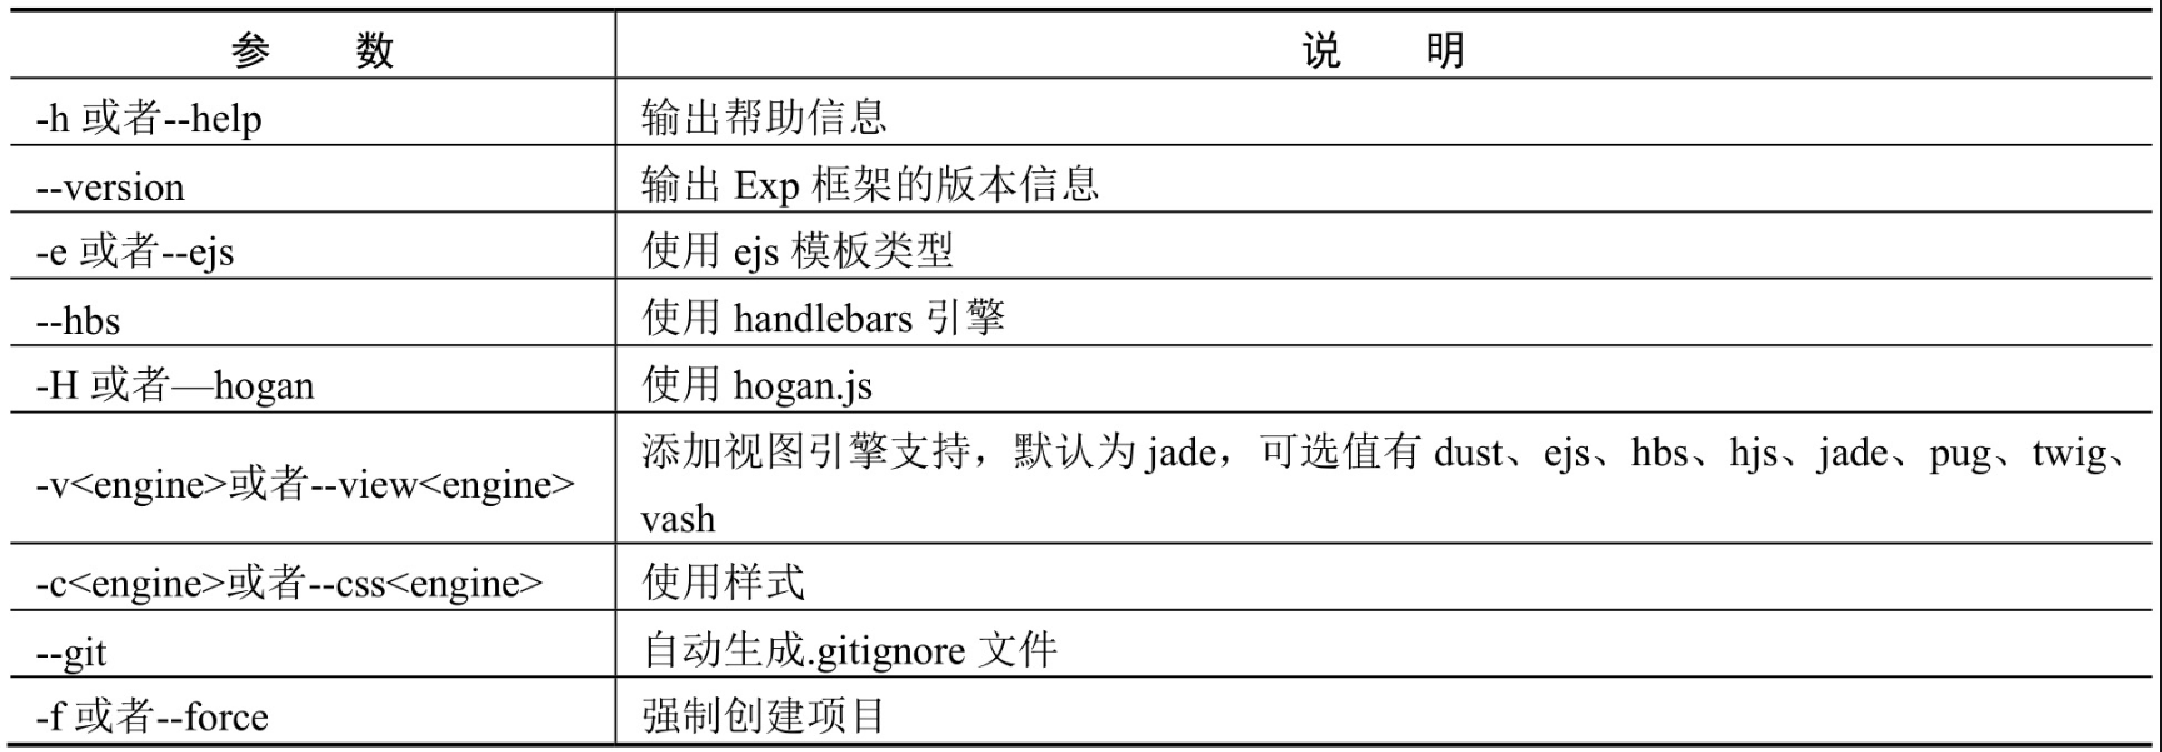 参 数 说 明
-h 或者--help 输出帮助信息
--version 输出 Exp 框架的版本信息
-e 或者--ejs 使用 ejs 模板类型
--hbs 使用 handlebars 引擎
-H 或者—hogan 使用 hogan.js
-v<engine>或者--view<engine> 添加视图引擎支持，默认为 jade，可选值有 dust、ejs、hbs、hjs、jade、pug、twig、
vash
-c<engine>或者--css<engine> 使用样式
--git 自动生成.gitignore 文件
-f 或者--force 强制创建项目